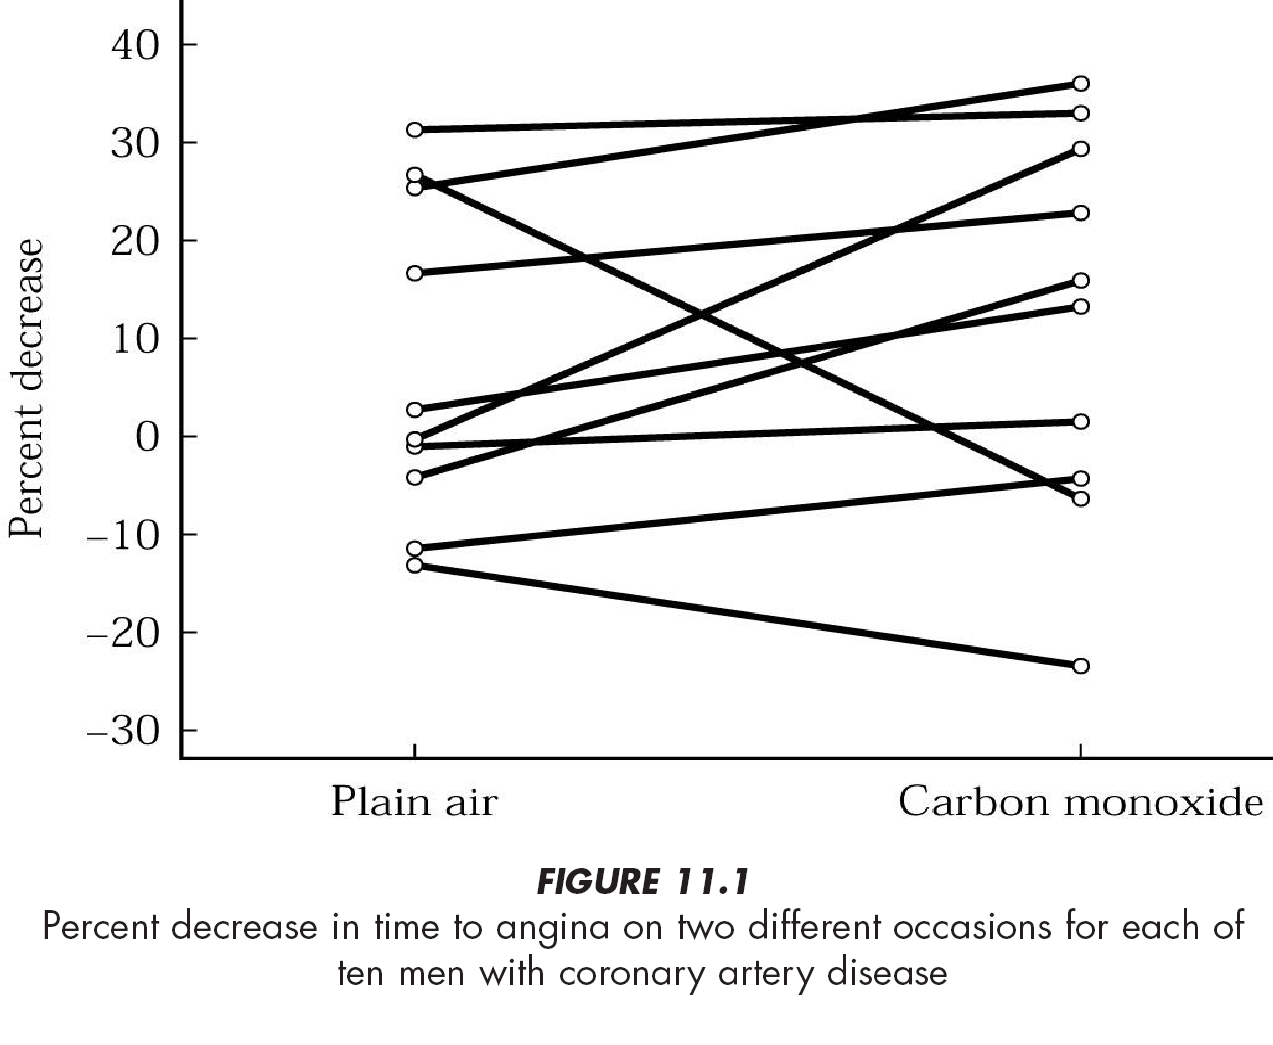 40
30
20
10
0
–10
–20
–30
Percent decrease
Plain air
Carbon monoxide
FIGURE 11.1
Percent decrease in time to angina on two different occasions for each of
ten men with coronary artery disease